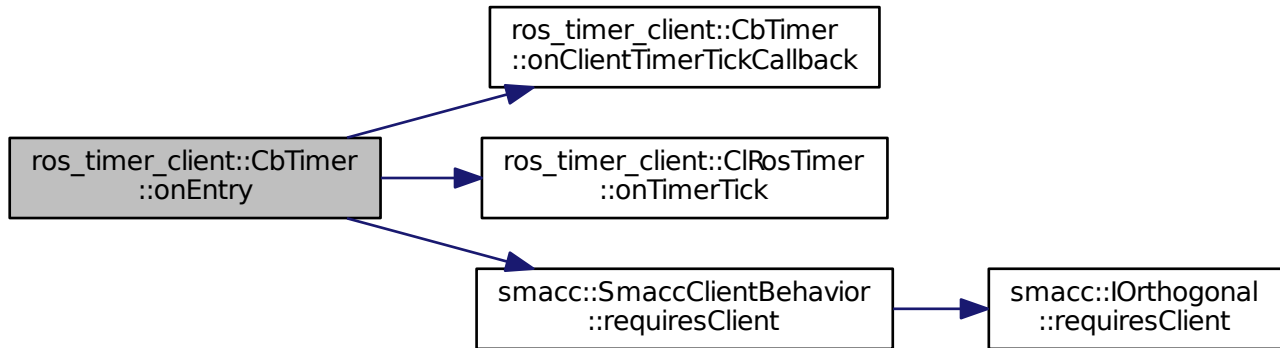 ros_timer_client::CbTimer
::onClientTimerTickCallback
ros_timer_client::CbTimer
::onEntry
ros_timer_client::ClRosTimer
::onTimerTick
smacc::SmaccClientBehavior
::requiresClient
smacc::IOrthogonal
::requiresClient